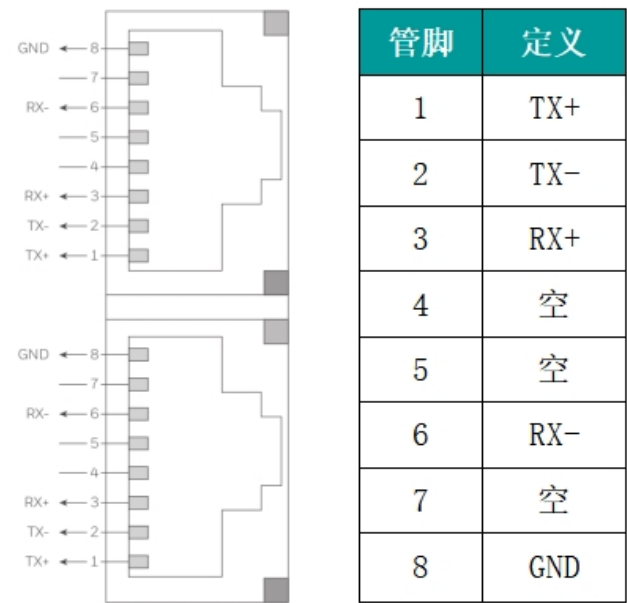 GND 8
7
RX- 6
5
4
RX+ 3
TX- 2
TX+ 1
GND 8
7
RX- 6
5
4
RX+ 3
TX- 2
TX+ 1
管脚 定义
1 TX+
2 TX-
3 RX+
4 空
5 空
6 RX-
7 空
8 GND